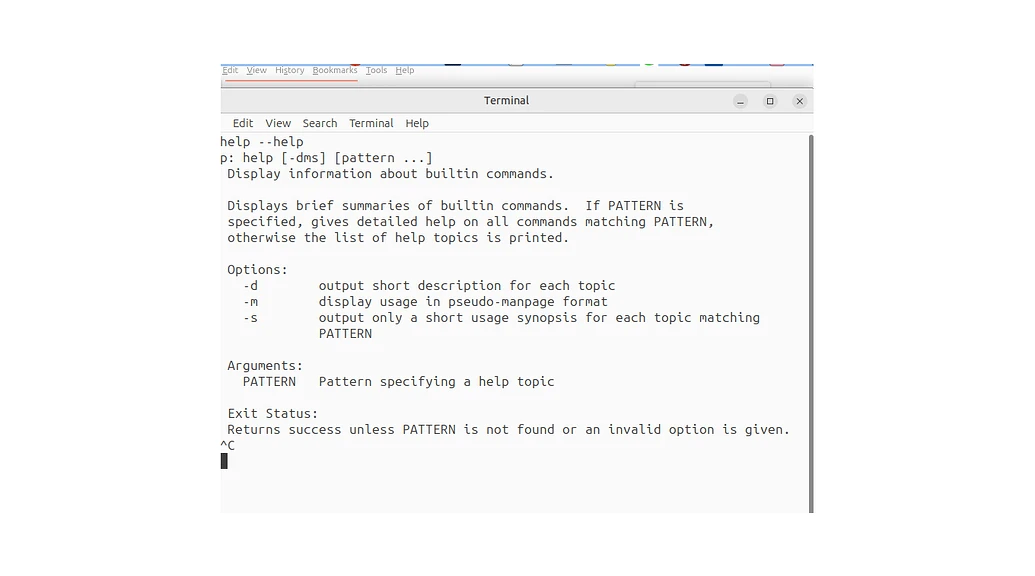 Edit View History Bookmarks Tools Help
Terminal
Edit View Search Terminal Help
help --help
p: help [-dms] [pattern ...]
Display information about builtin commands.
Displays brief summaries of builtin commands.  If PATTERN is
specified, gives detailed help on all commands matching PATTERN,
otherwise the list of help topics is printed.
Options:
-d        output short description for each topic
-m        display usage in pseudo-manpage format
-s        output only a short usage synopsis for each topic matching
PATTERN
Arguments:
PATTERN   Pattern specifying a help topic
Exit Status:
Returns success unless PATTERN is not found or an invalid option is given.
^C